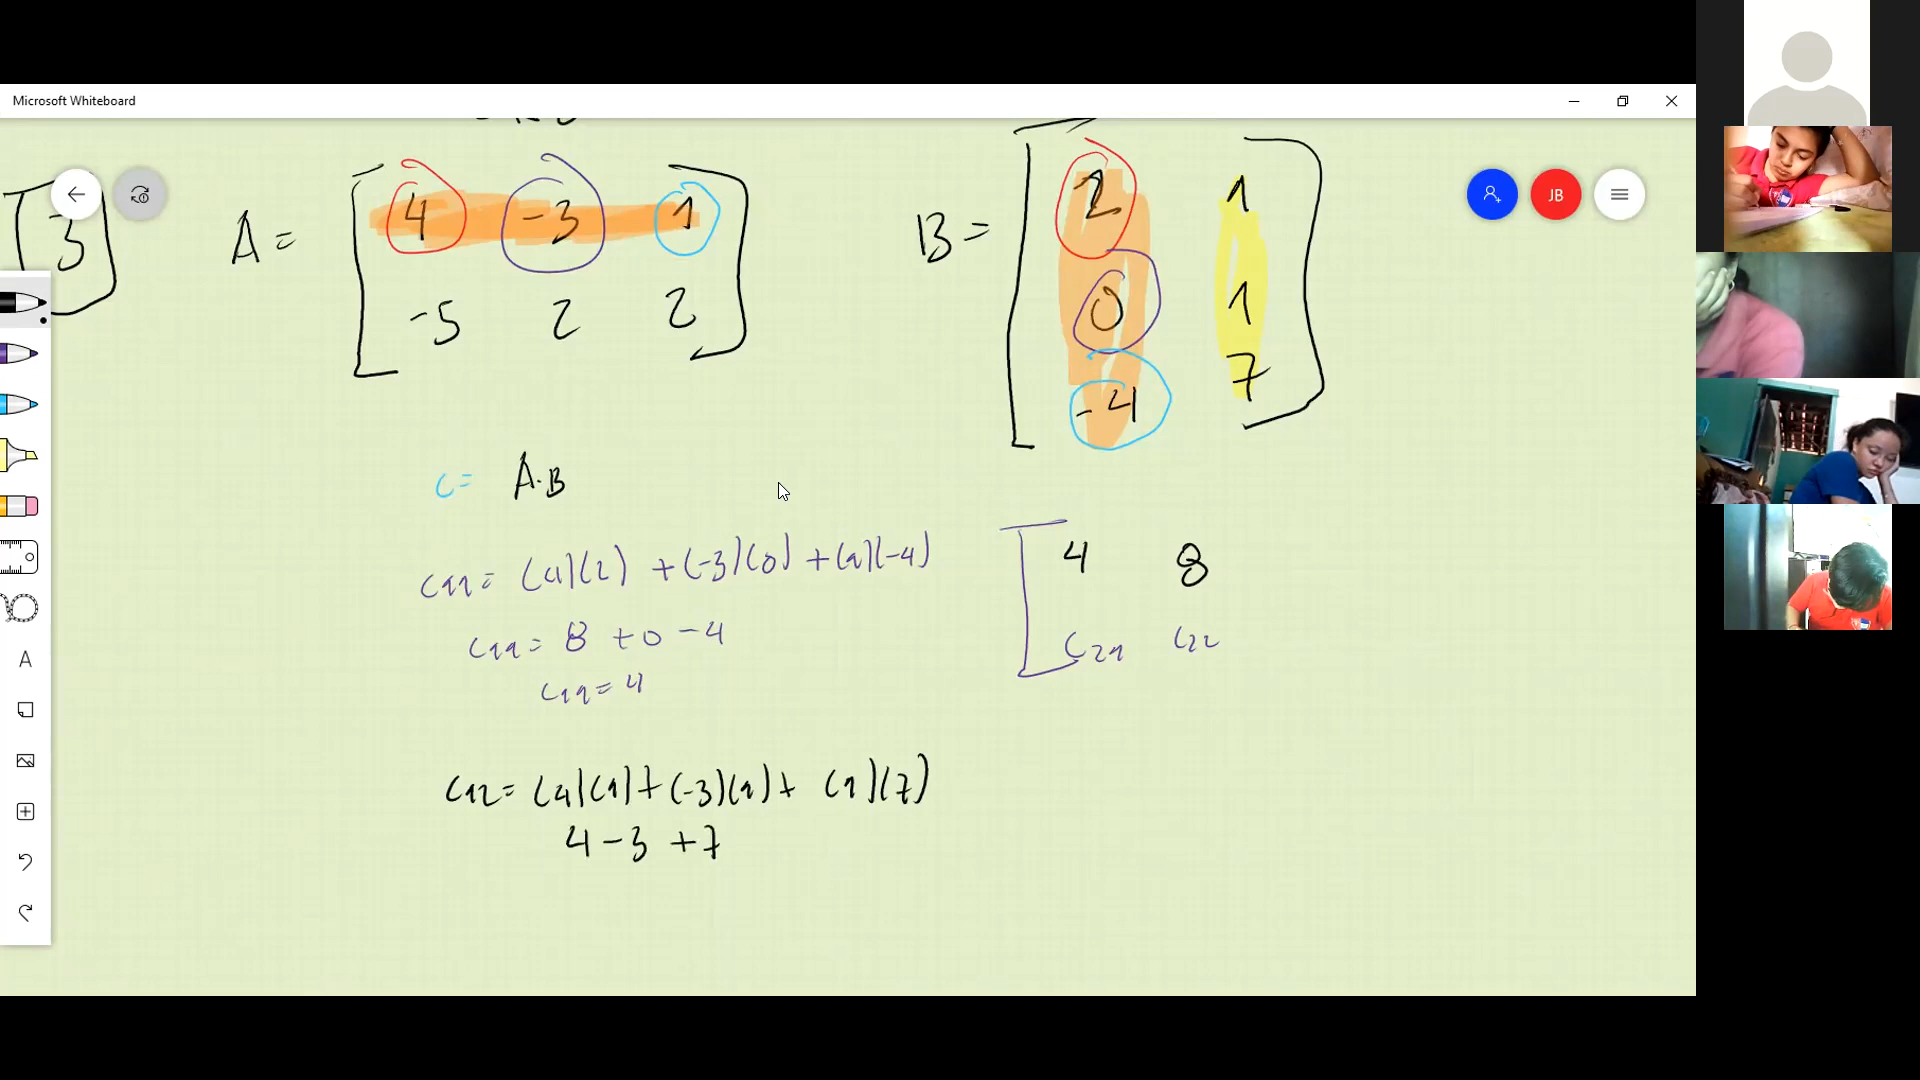 Microsoft Whiteboard
A = 4 -3 1
-5 2 2
B = 2 1
0 1
-4 7
3
JB
C = A·B
C11 = (4)(2) + (-3)(0) + (1)(-4)
C11 = 8 + 0 - 4
C11 = 4
4 8
C21 C22
C12 = (4)(1) + (-3)(1) + (1)(7)
4 - 3 + 7
A